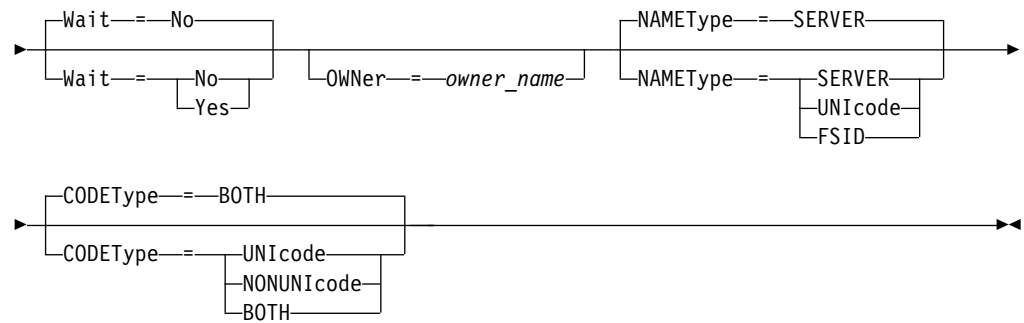 Wait = No NAMEType = SERVER
Wait = No OWNer = owner_name NAMEType = SERVER
Yes UNIcode
FSID
CODEType = BOTH
CODEType = UNIcode
NONUNIcode
BOTH